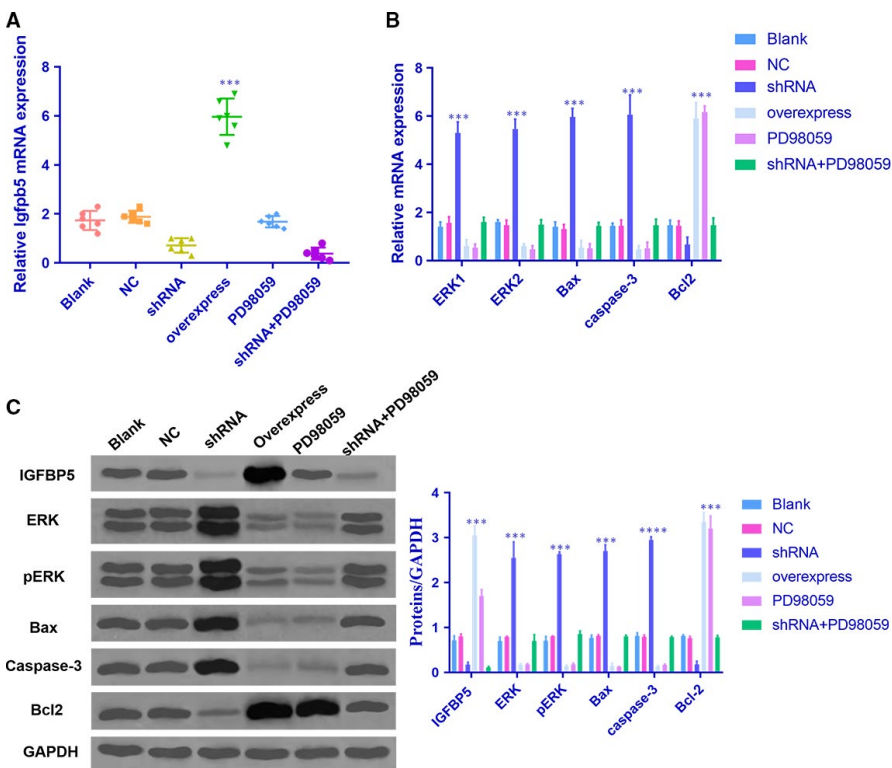 A
Relative Igfpb5 mRNA expression
8
6
4
2
0
***
Blank
NC
shRNA
overexpress
PD98059
shRNA+PD98059
B
Relative mRNA expression
8
6
4
2
0
***
***
***
***
***
ERK1
ERK2
Bax
caspase-3
Bcl2
Blank
NC
shRNA
overexpress
PD98059
shRNA+PD98059
C
Blank
NC
shRNA
Overexpress
PD98059
shRNA+PD98059
IGFBP5
ERK
pERK
Bax
Caspase-3
Bcl2
GAPDH
Proteins/GAPDH
4
3
2
1
0
***
***
***
***
****
***
IGFBP5
ERK
pERK
Bax
caspase-3
Bcl-2
Blank
NC
shRNA
overexpress
PD98059
shRNA+PD98059